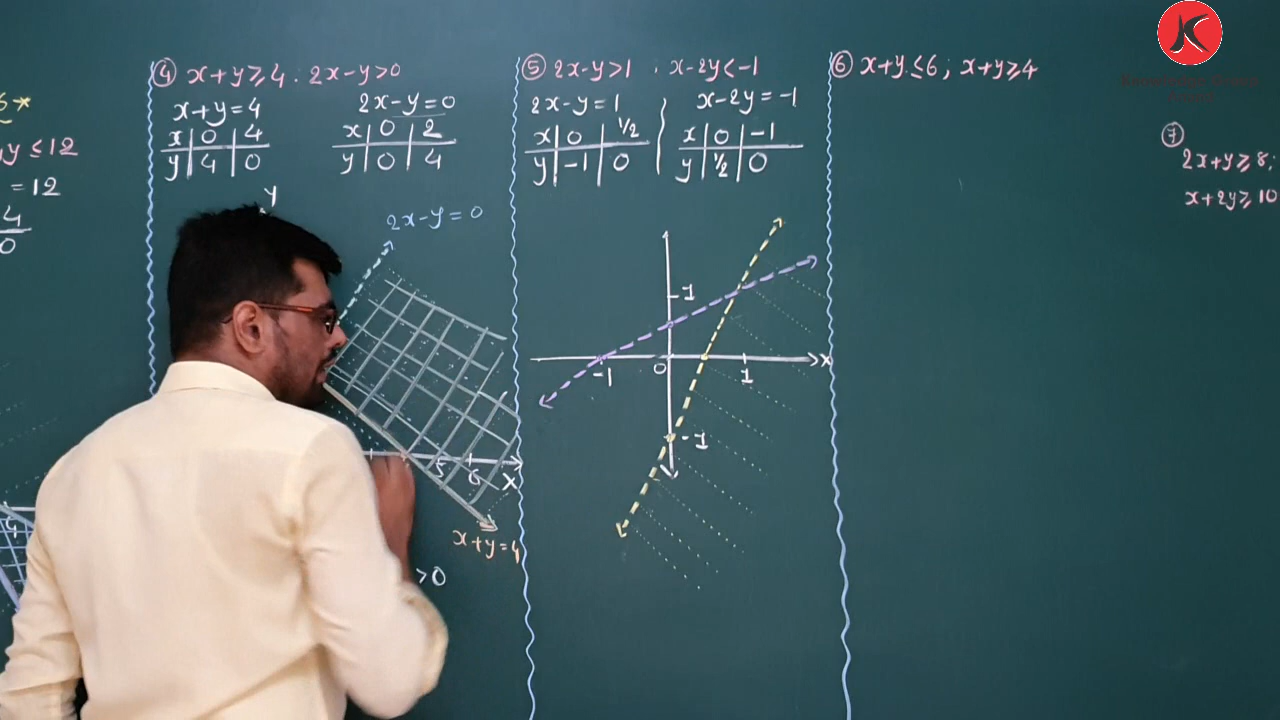 6 *
y ≤ 12
= 12
4
0
④ x+y≥4 ; 2x-y>0
x+y=4
x | 0 | 4
y | 4 | 0
2x-y=0
x | 0 | 2
y | 0 | 4
y
2x-y=0
5 6 X
x+y=4
>0
4
⑤ 2x-y>1 ; x-2y<-1
2x-y=1
x | 0 | 1/2
y | -1 | 0
x-2y=-1
x | 0 | -1
y | 1/2 | 0
1
-1 0 1 X
-1
⑥ x+y≤6 ; x+y≥4
⑦
2x+y≥8;
x+2y≥10